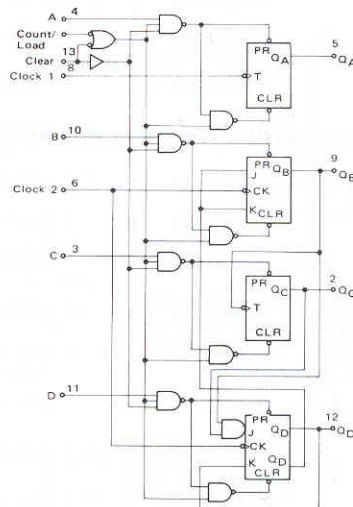 A 4
Count/
Load
13
Clear
8
Clock 1
PR
QA
T
CLR
5
QA
B 10
PR
J QB
CK
K CLR
9
QB
Clock 2 6
C 3
PR
QC
T
CLR
2
QC
D 11
PR
J QD
CK
K QD
CLR
12
QD